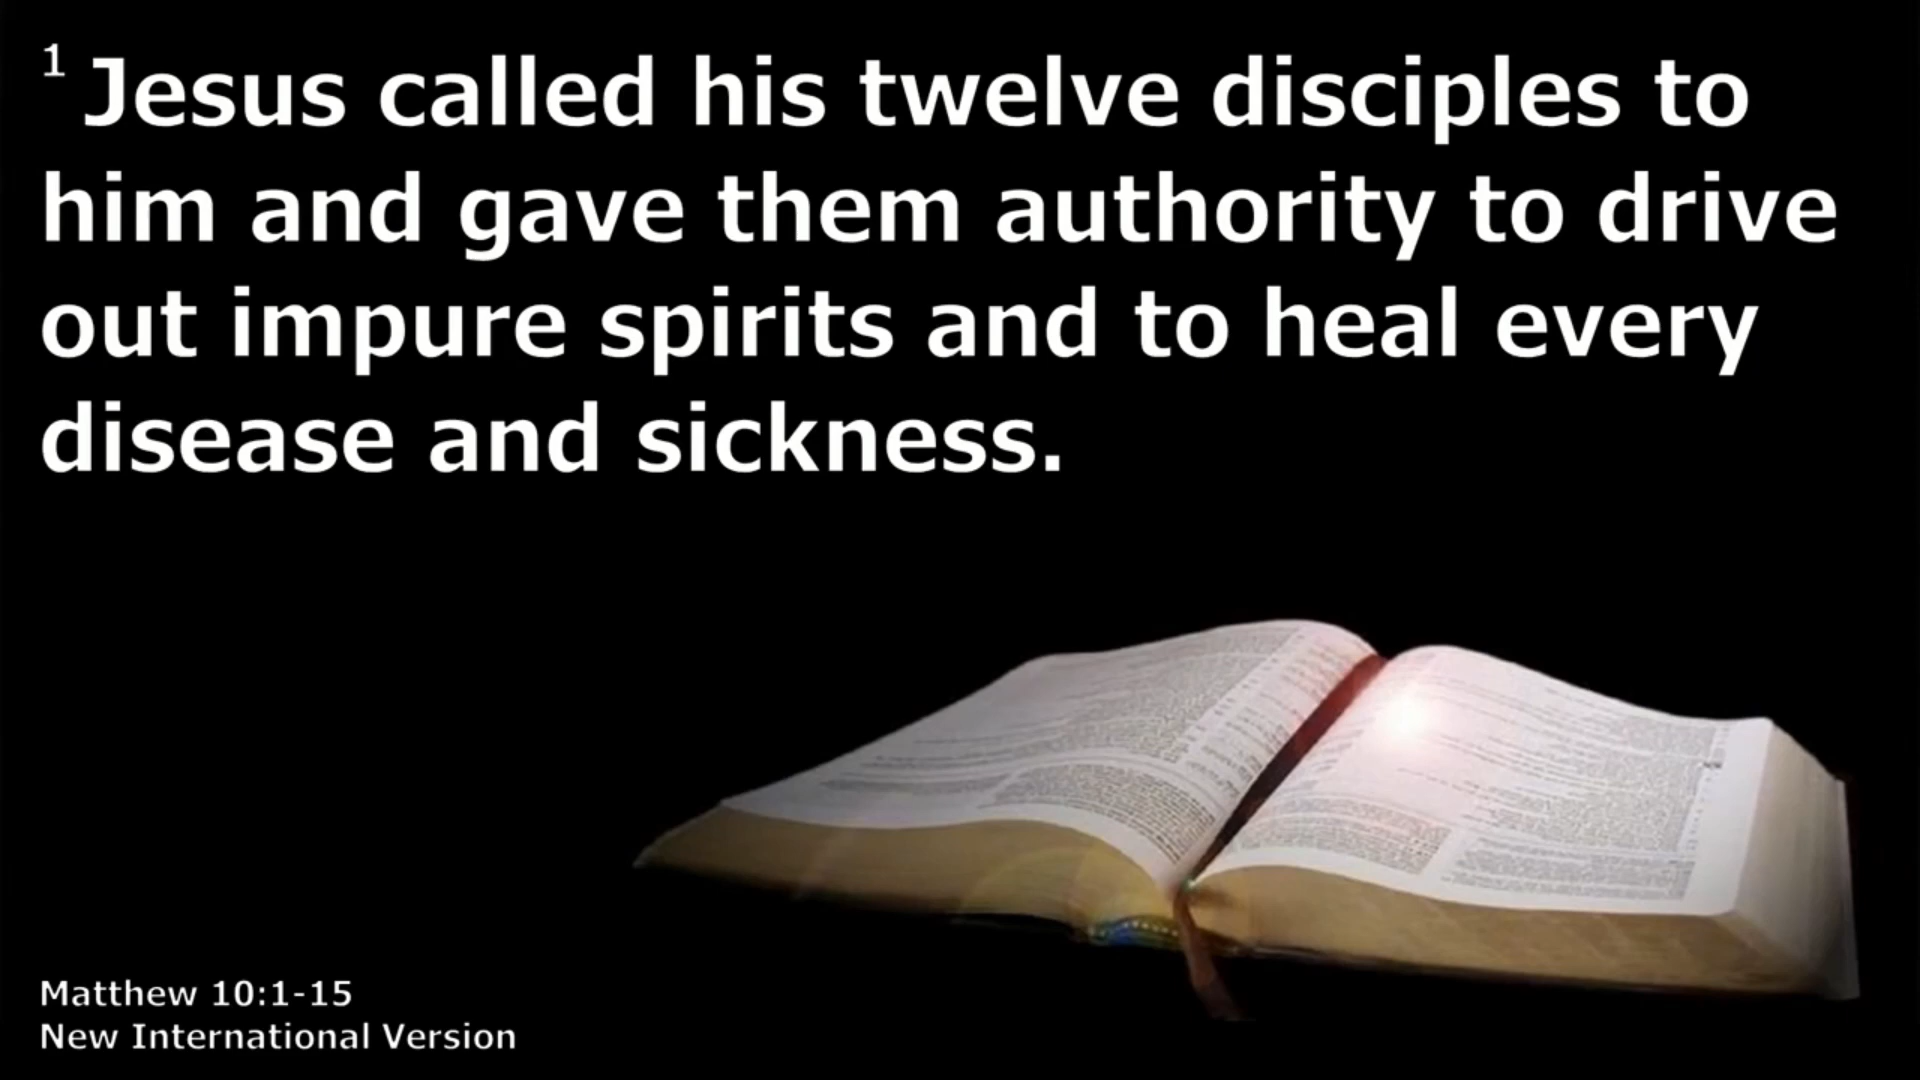 1 Jesus called his twelve disciples to
him and gave them authority to drive
out impure spirits and to heal every
disease and sickness.
Matthew 10:1-15
New International Version